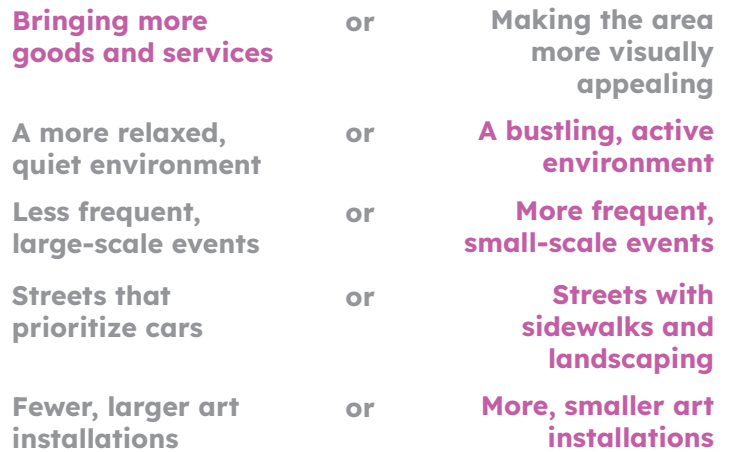 Bringing more
goods and services
or
Making the area
more visually
appealing
A more relaxed,
quiet environment
or
A bustling, active
environment
Less frequent,
large-scale events
or
More frequent,
small-scale events
Streets that
prioritize cars
or
Streets with
sidewalks and
landscaping
Fewer, larger art
installations
or
More, smaller art
installations